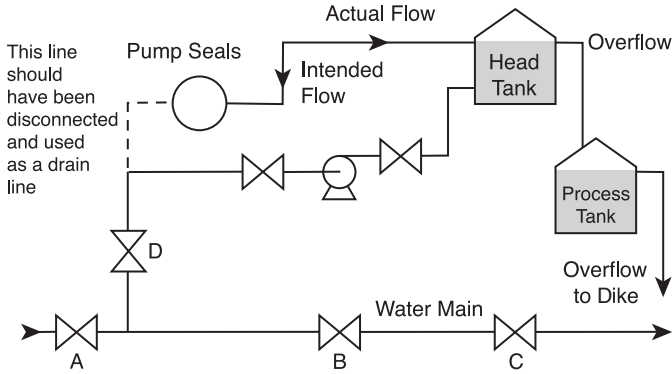 Actual Flow
This line
should
have been
disconnected
and used
as a drain
line
Pump Seals
Intended
Flow
Head
Tank
Overflow
Process
Tank
D
Overflow
to Dike
Water Main
A
B
C